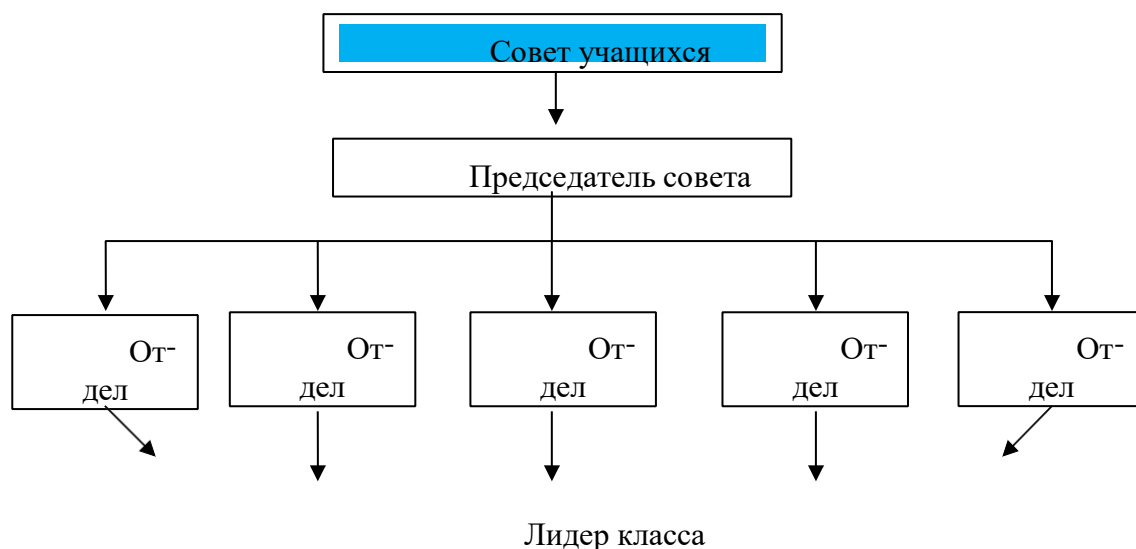 Совет учащихся
Председатель совета
От-
дел
От-
дел
От-
дел
От-
дел
От-
дел
Лидер класса